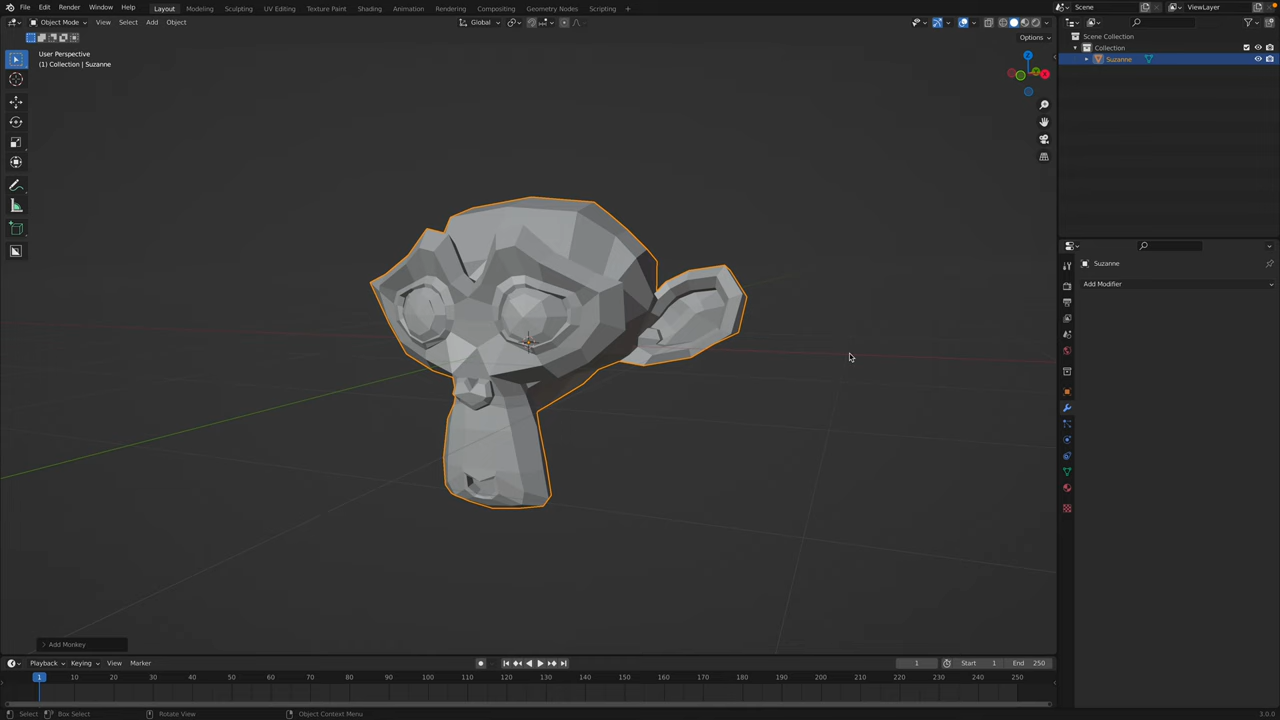 File Edit Render Window Help Layout Modeling Sculpting UV Editing Texture Paint Shading Animation Rendering Compositing Geometry Nodes Scripting + Scene ViewLayer
Object Mode View Select Add Object Global
Options
User Perspective
(1) Collection | Suzanne
Z
X
Scene Collection
Collection
Suzanne
Suzanne
Add Modifier
> Add Monkey
Playback Keying View Marker 1 Start 1 End 250
1 10 20 30 40 50 60 70 80 90 100 110 120 130 140 150 160 170 180 190 200 210 220 230 240 250
Select Box Select Rotate View Object Context Menu 3.0.0